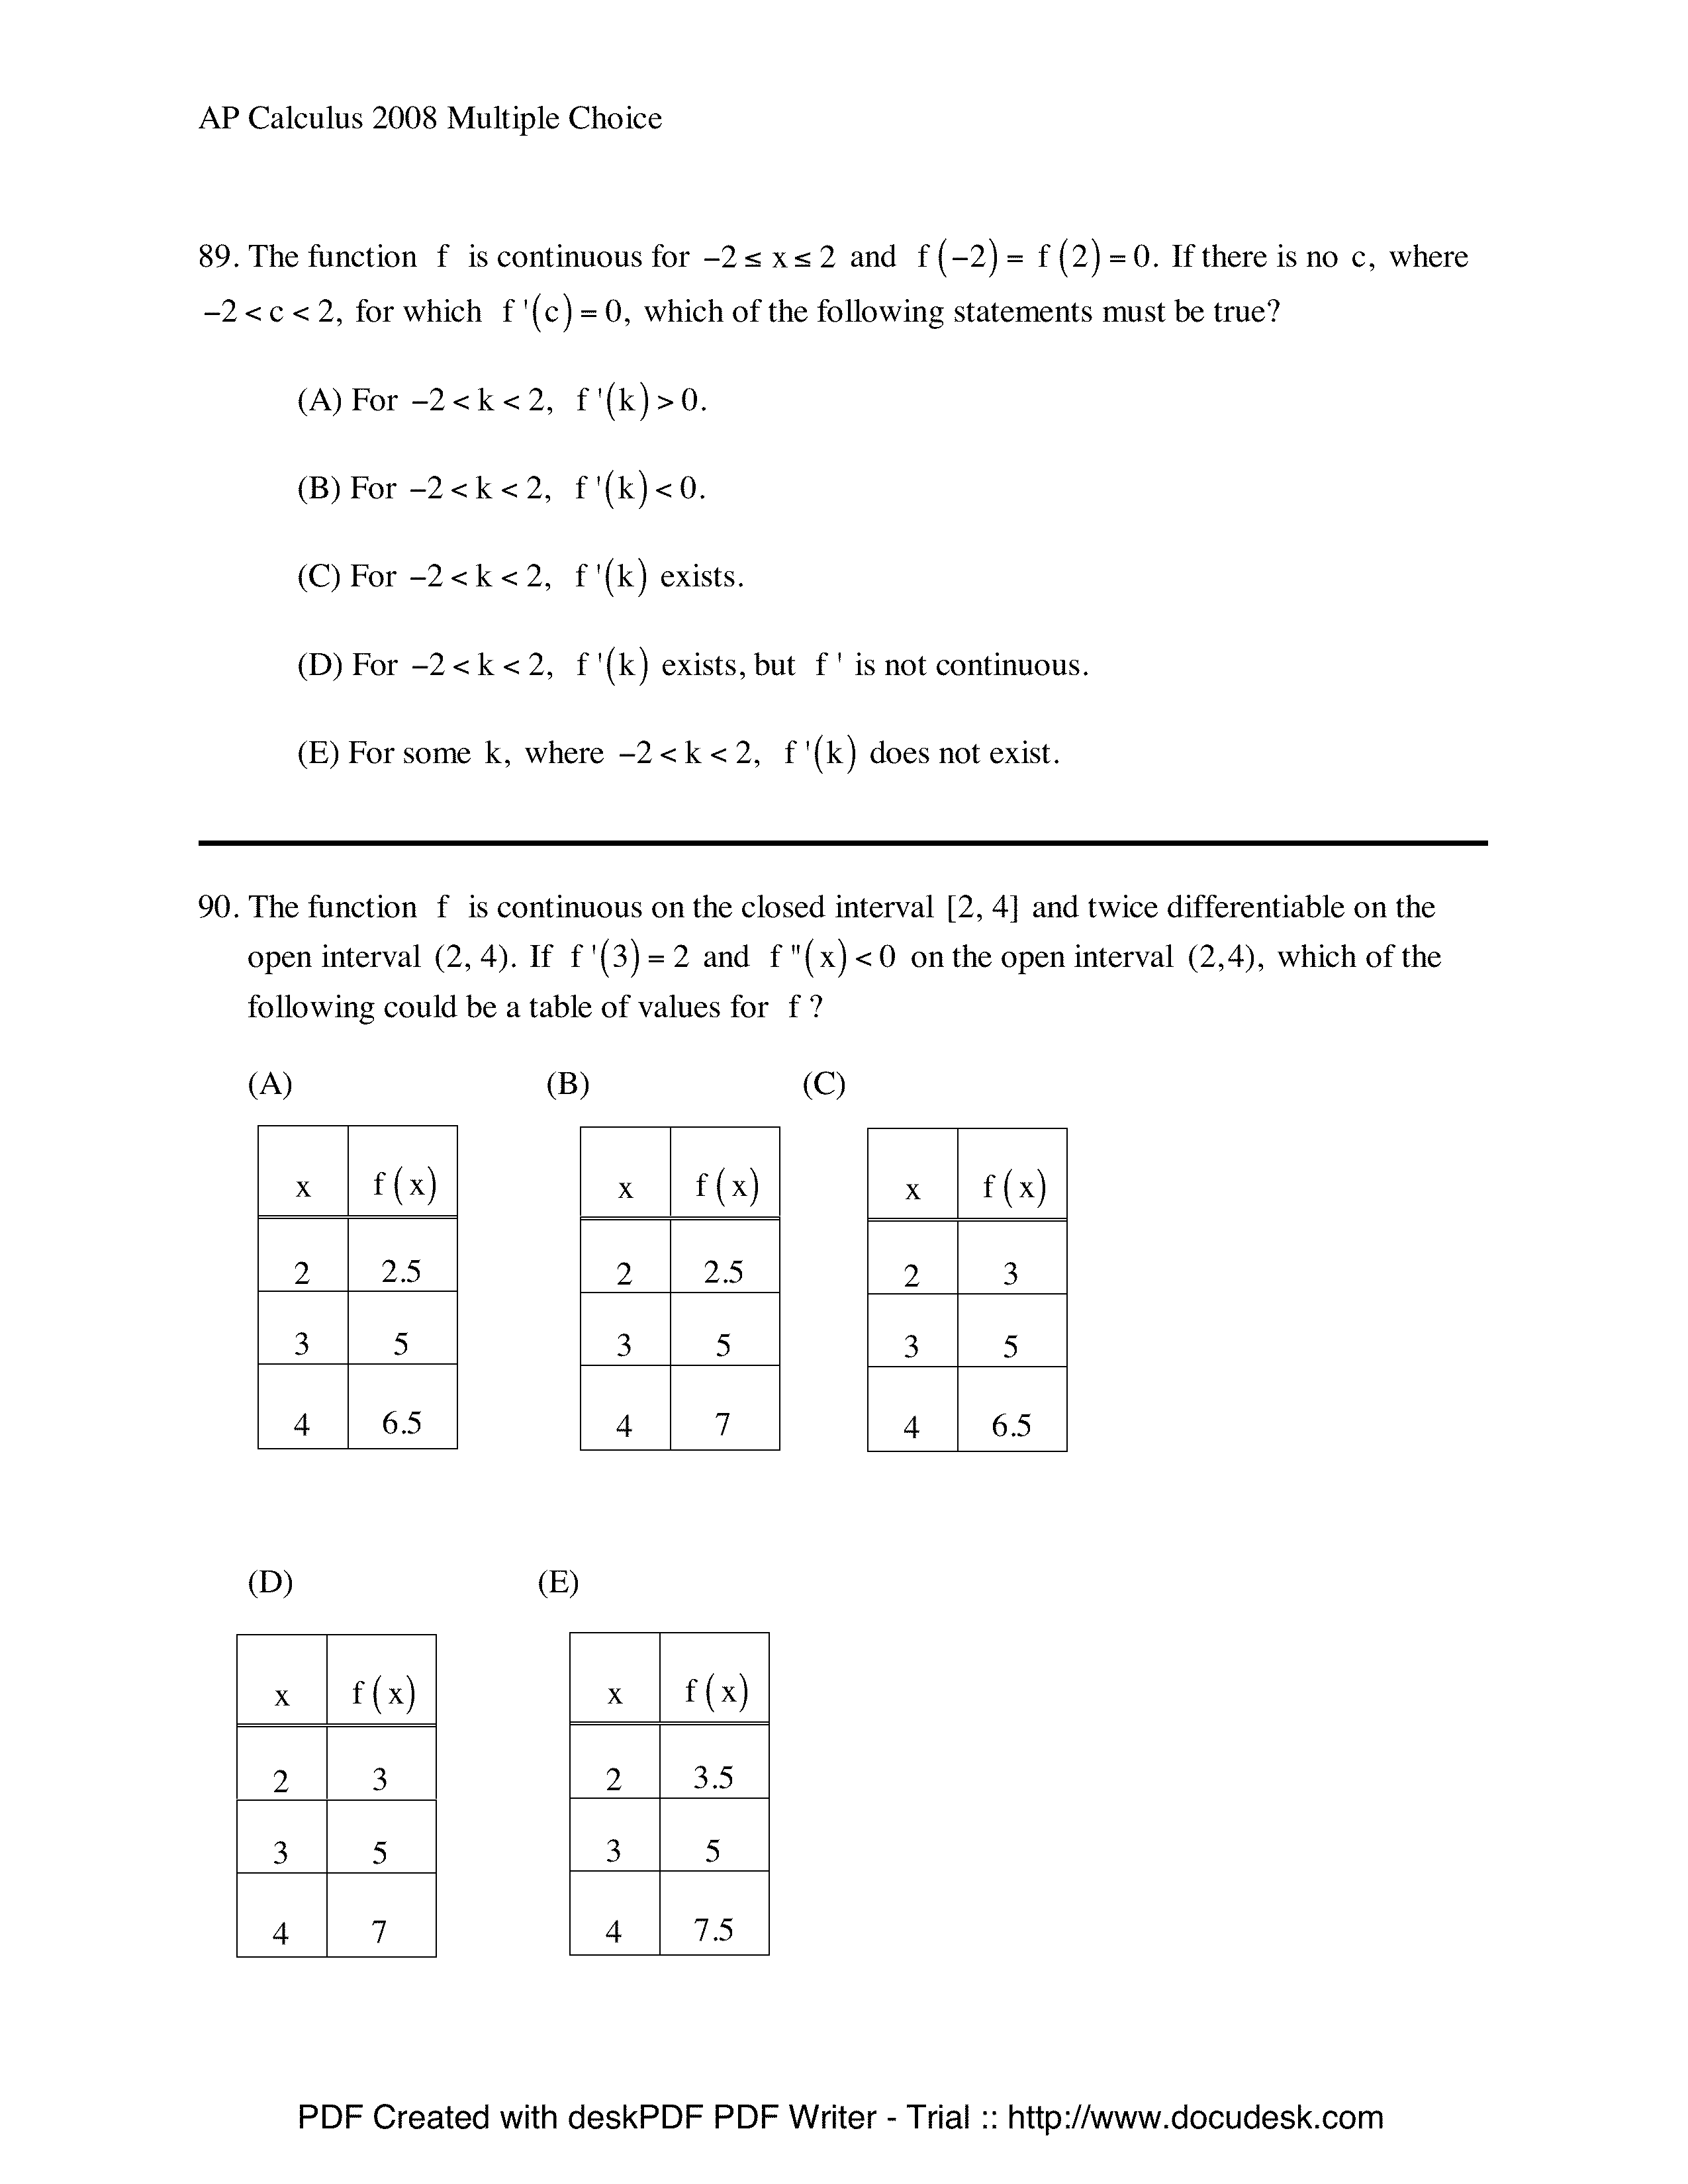 AP Calculus 2008 Multiple Choice
89. The function f is continuous for −2 ≤ x ≤ 2 and f(−2) = f(2) = 0. If there is no c, where
−2 < c < 2, for which f '(c) = 0, which of the following statements must be true?
(A) For −2 < k < 2, f '(k) > 0.
(B) For −2 < k < 2, f '(k) < 0.
(C) For −2 < k < 2, f '(k) exists.
(D) For −2 < k < 2, f '(k) exists, but f ' is not continuous.
(E) For some k, where −2 < k < 2, f '(k) does not exist.
90. The function f is continuous on the closed interval [2, 4] and twice differentiable on the
open interval (2, 4). If f '(3) = 2 and f "(x) < 0 on the open interval (2,4), which of the
following could be a table of values for f ?
(A) (B) (C)
x f(x) x f(x) x f(x)
2 2.5 2 2.5 2 3
3 5 3 5 3 5
4 6.5 4 7 4 6.5
(D) (E)
x f(x) x f(x)
2 3 2 3.5
3 5 3 5
4 7 4 7.5
PDF Created with deskPDF PDF Writer - Trial :: http://www.docudesk.com